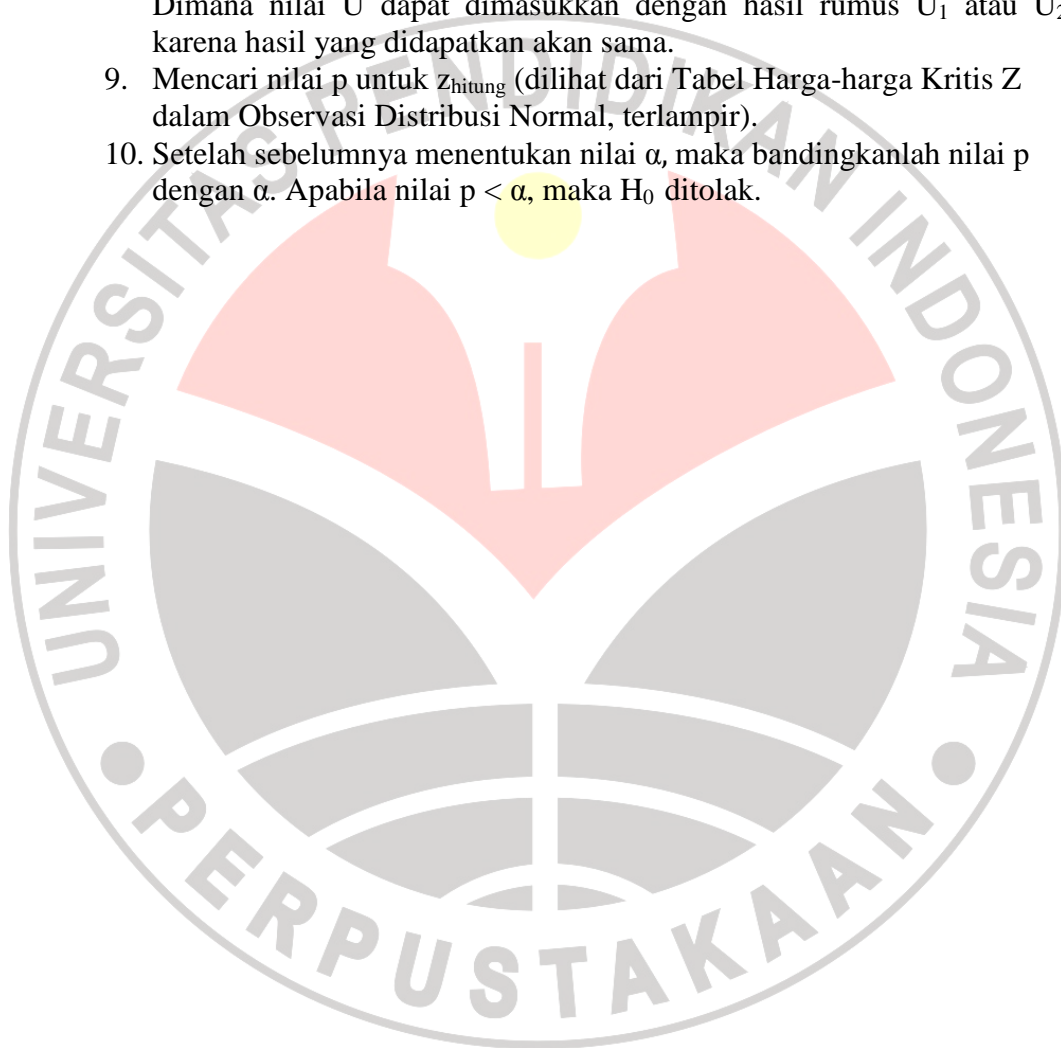 Dimana nilai U dapat dimasukkan dengan hasil rumus U₁ atau U₂
karena hasil yang didapatkan akan sama.
9. Mencari nilai p untuk zhitung (dilihat dari Tabel Harga-harga Kritis Z
dalam Observasi Distribusi Normal, terlampir).
10. Setelah sebelumnya menentukan nilai α, maka bandingkanlah nilai p
dengan α. Apabila nilai p < α, maka H₀ ditolak.
UNIVERSITAS PENDIDIKAN INDONESIA
PERPUSTAKAAN